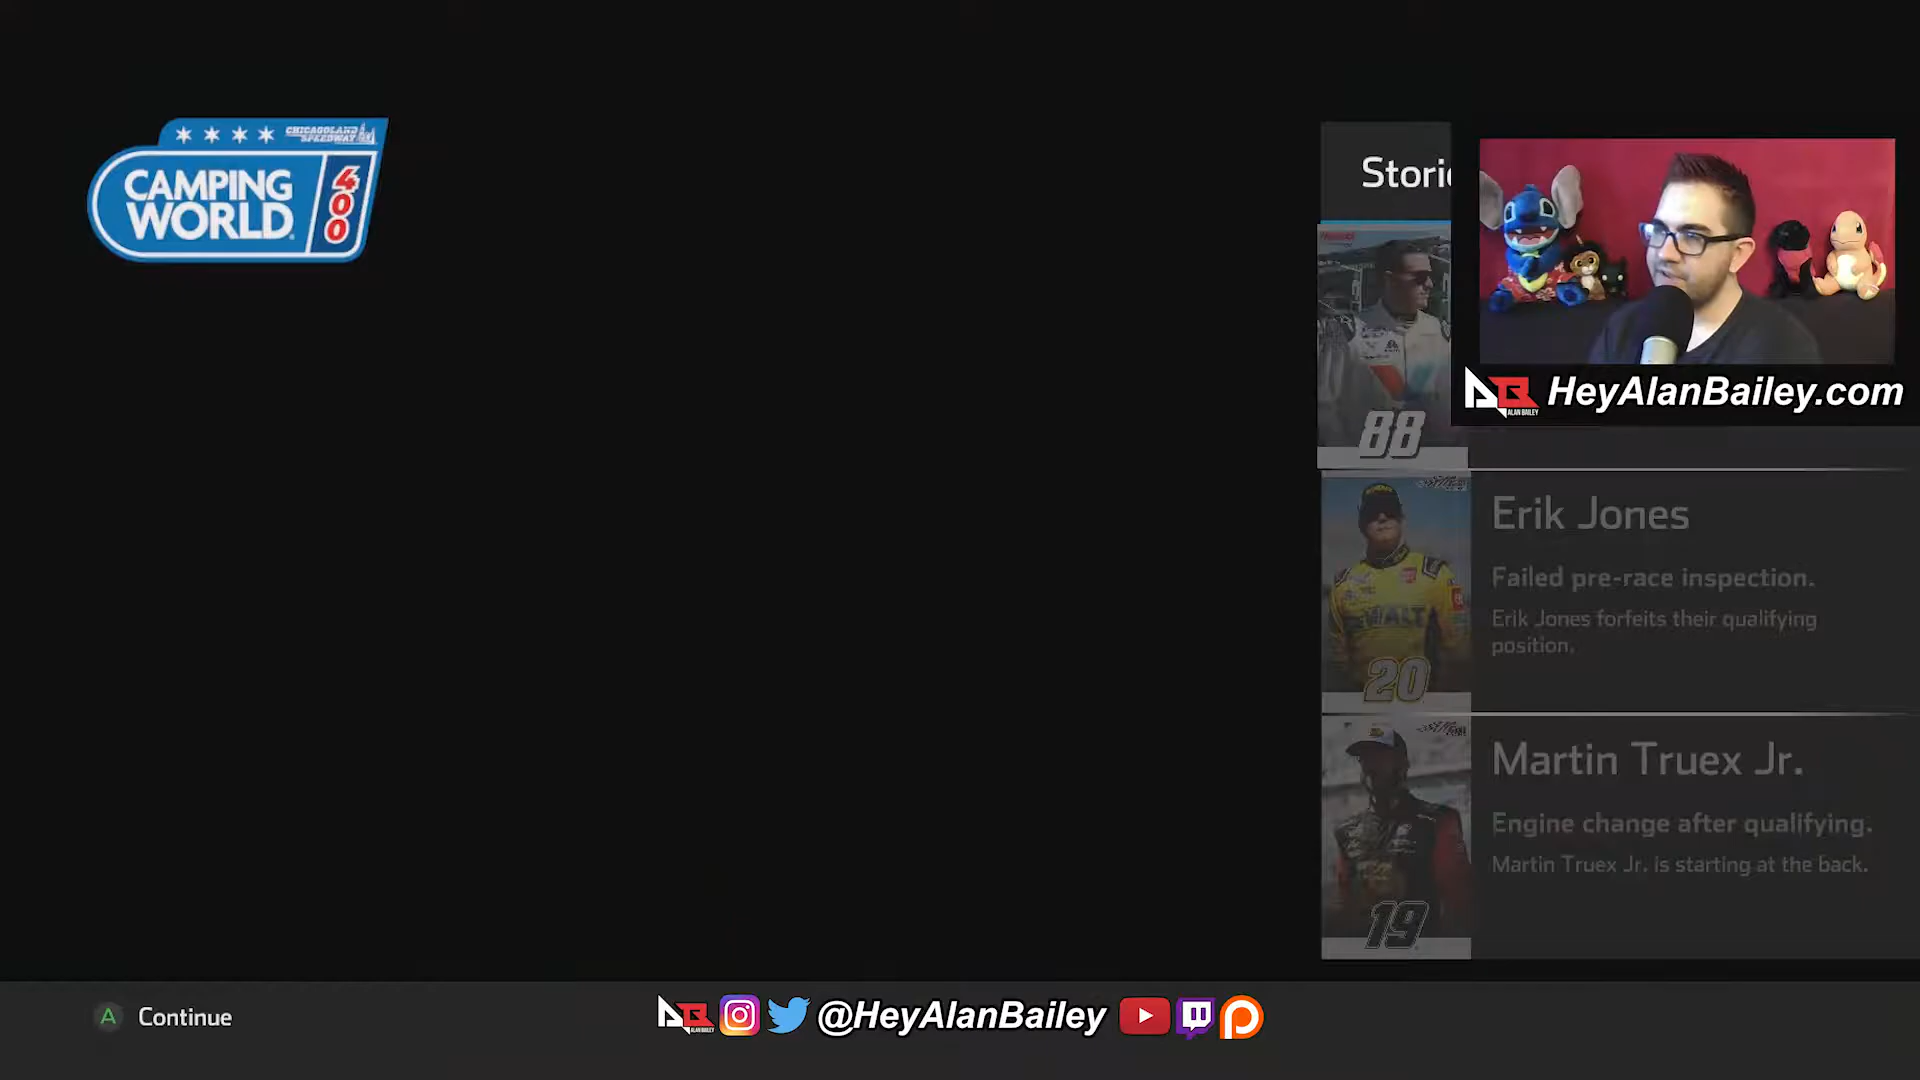 CHICAGOLAND
SPEEDWAY
CAMPING
WORLD
400
Stori
88
HeyAlanBailey.com
ALAN BAILEY
Erik Jones
Failed pre-race inspection.
Erik Jones forfeits their qualifying
position.
20
Martin Truex Jr.
Engine change after qualifying.
Martin Truex Jr. is starting at the back.
19
A Continue
@HeyAlanBailey